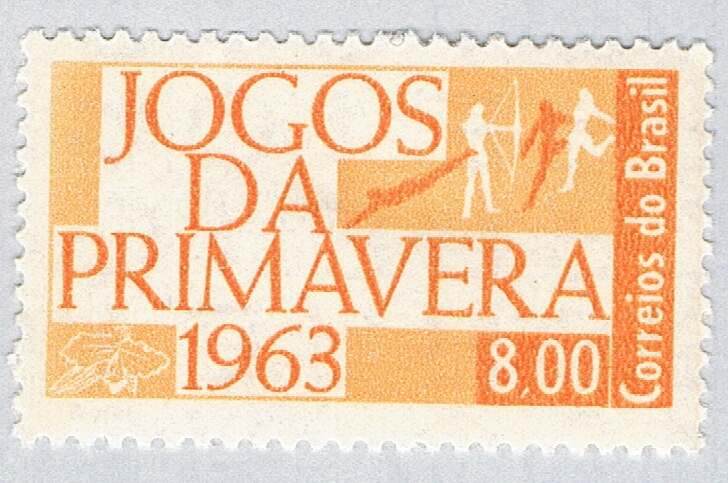 JOGOS
DA
PRIMAVERA
1963
8,00
Correios do Brasil